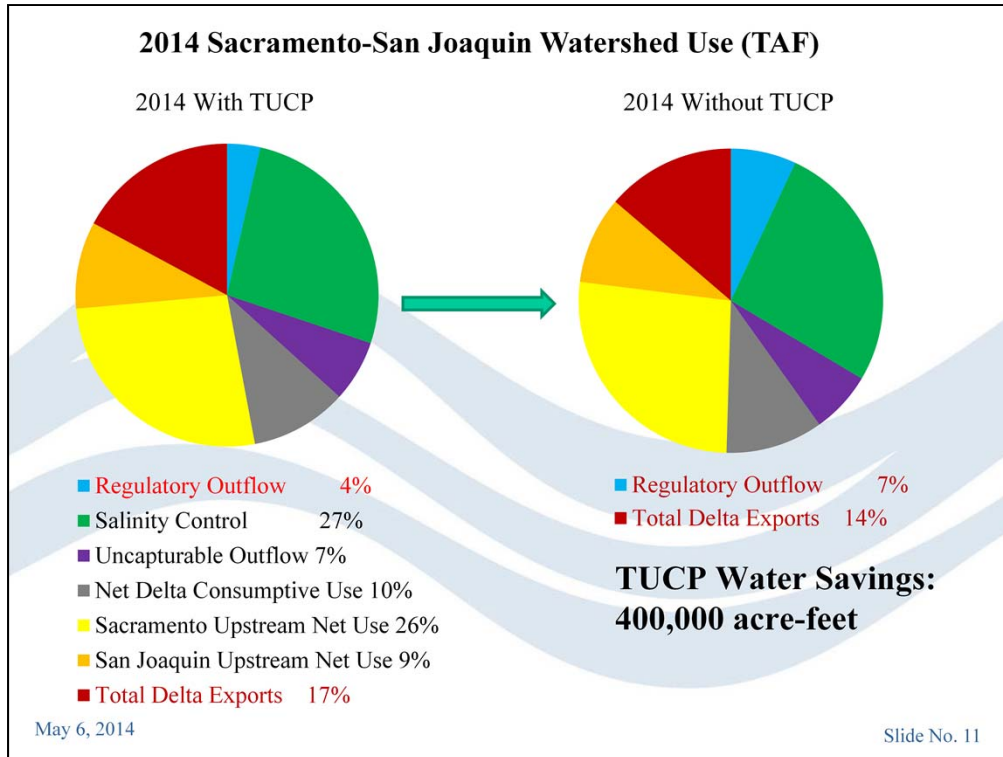 2014 Sacramento-San Joaquin Watershed Use (TAF)
2014 With TUCP
2014 Without TUCP
Regulatory Outflow 4%
Salinity Control 27%
Uncapturable Outflow 7%
Net Delta Consumptive Use 10%
Sacramento Upstream Net Use 26%
San Joaquin Upstream Net Use 9%
Total Delta Exports 17%
Regulatory Outflow 7%
Total Delta Exports 14%
TUCP Water Savings:
400,000 acre-feet
May 6, 2014
Slide No. 11